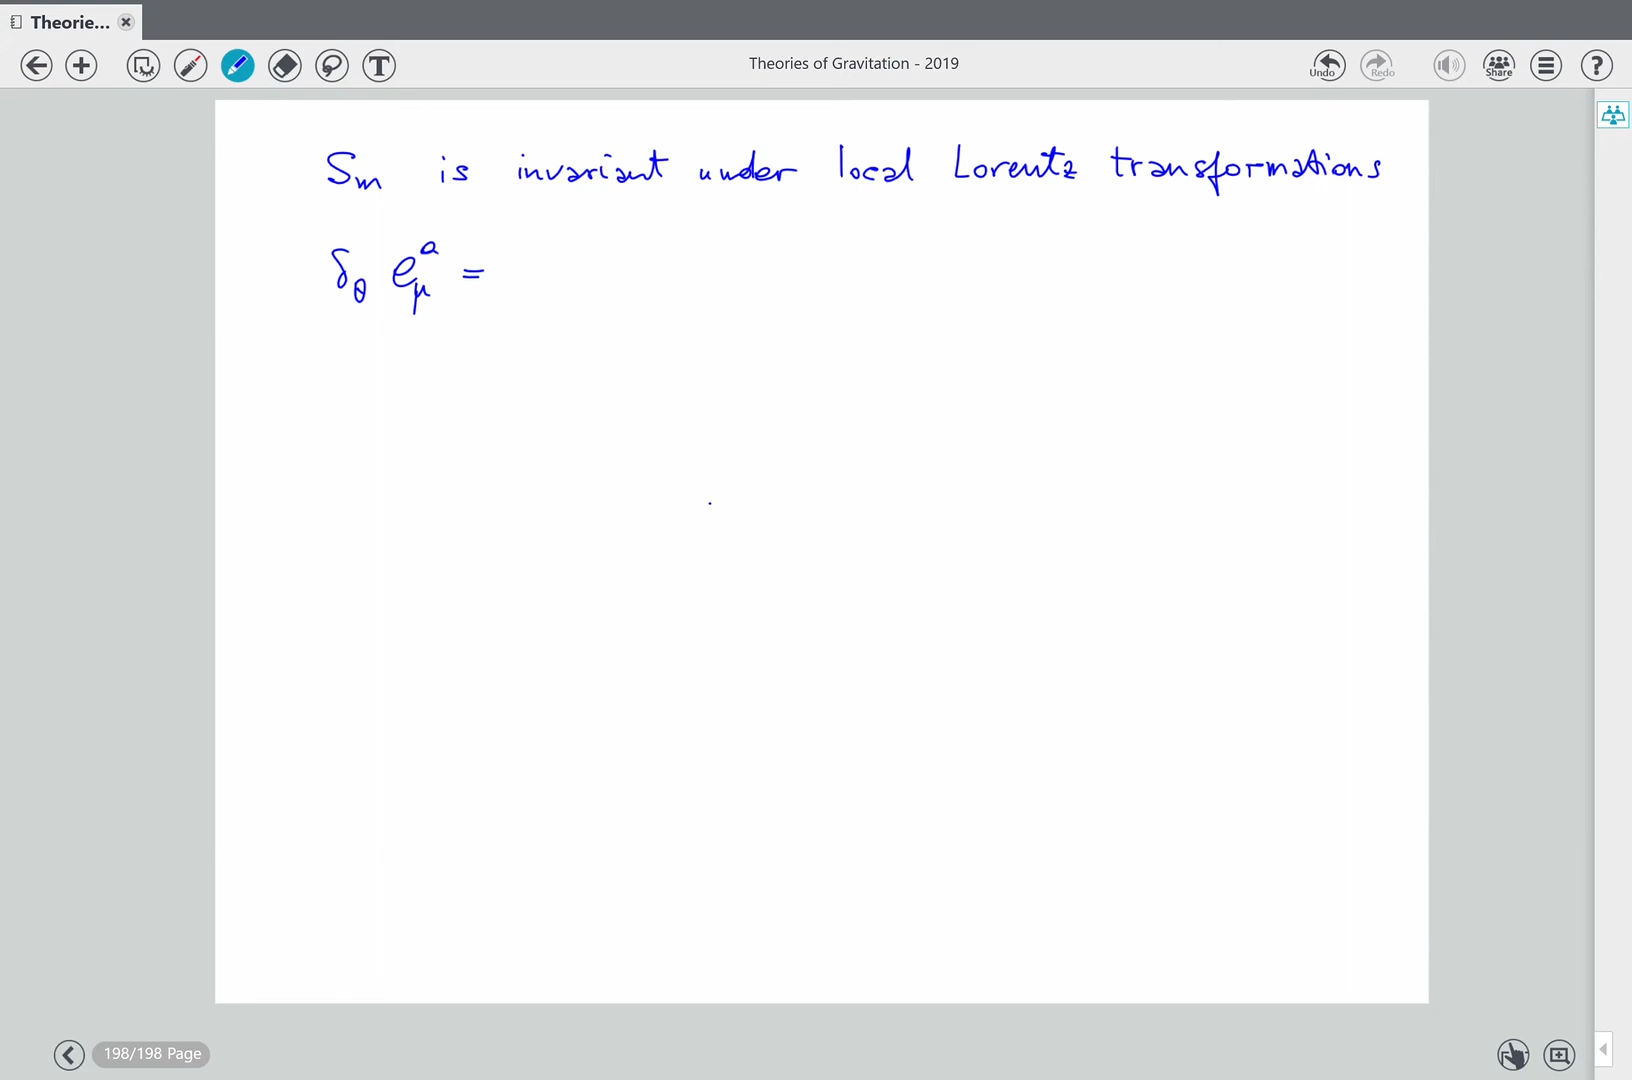 Theorie...
Theories of Gravitation - 2019
Undo
Redo
Share
S_m is invariant under local Lorentz transformations
δ_θ e_μ^a =
198/198 Page